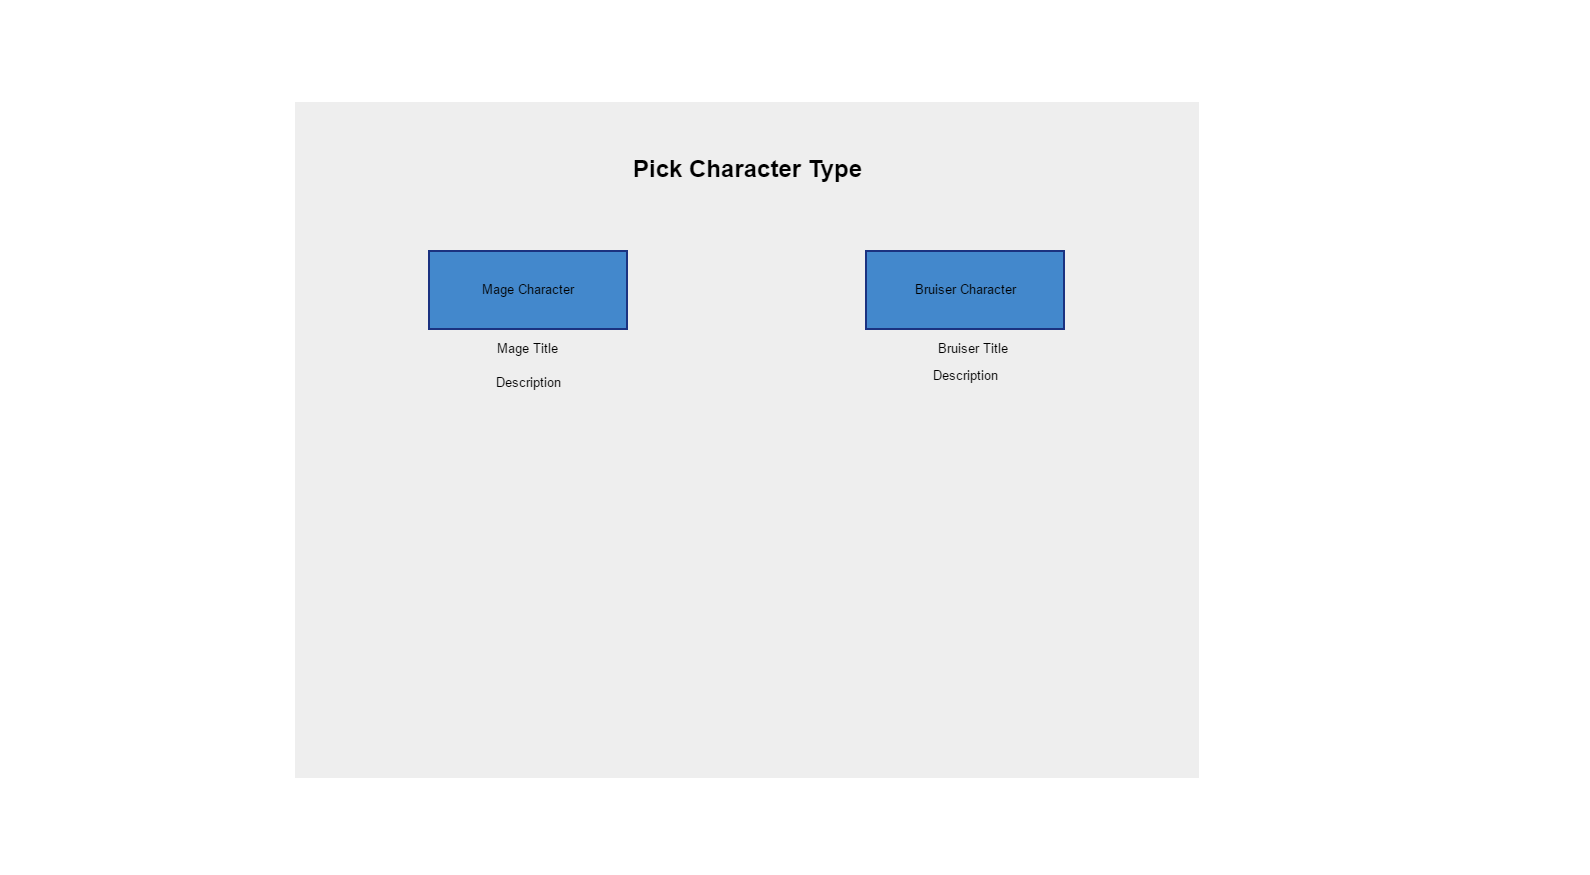 Pick Character Type
Mage Character
Bruiser Character
Mage Title
Bruiser Title
Description
Description